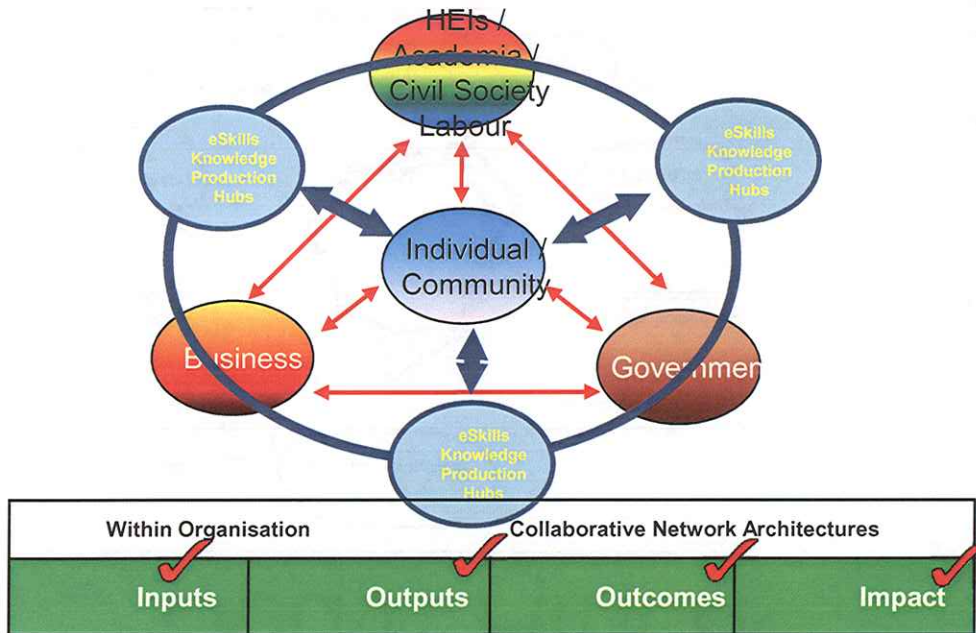 HEIs /
Academia /
Civil Society
Labour
eSkills
Knowledge
Production
Hubs
eSkills
Knowledge
Production
Hubs
Individual /
Community
Business
Government
eSkills
Knowledge
Production
Hubs
Within Organisation
Collaborative Network Architectures
Inputs
Outputs
Outcomes
Impact